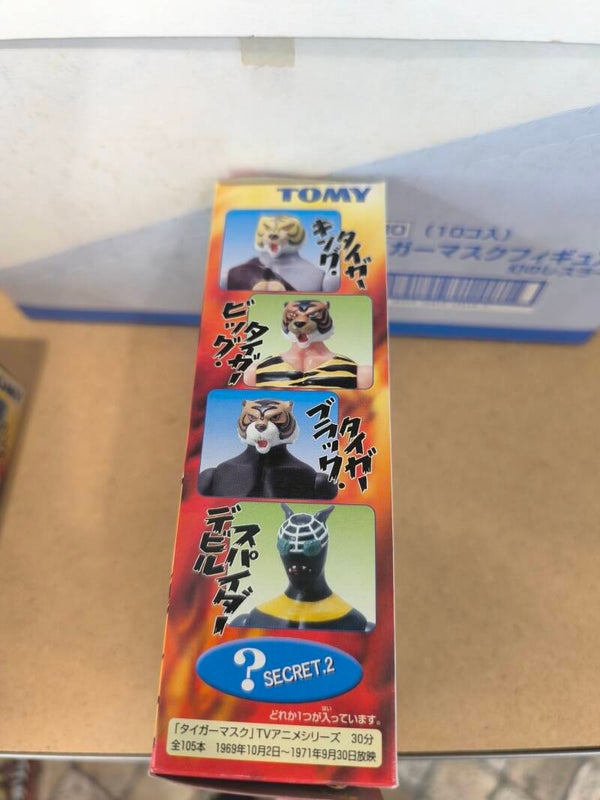 TOMY
キング・
タイガー
ビッグ・
タイガー
ブラック・
タイガー
デビル
スパイダー
? SECRET.2
はい
どれか1つが入っています。
「タイガーマスク」TVアニメシリーズ 30分
全105本 1969年10月2日〜1971年9月30日放映
(10コ入)
ガーマスクフィギュア